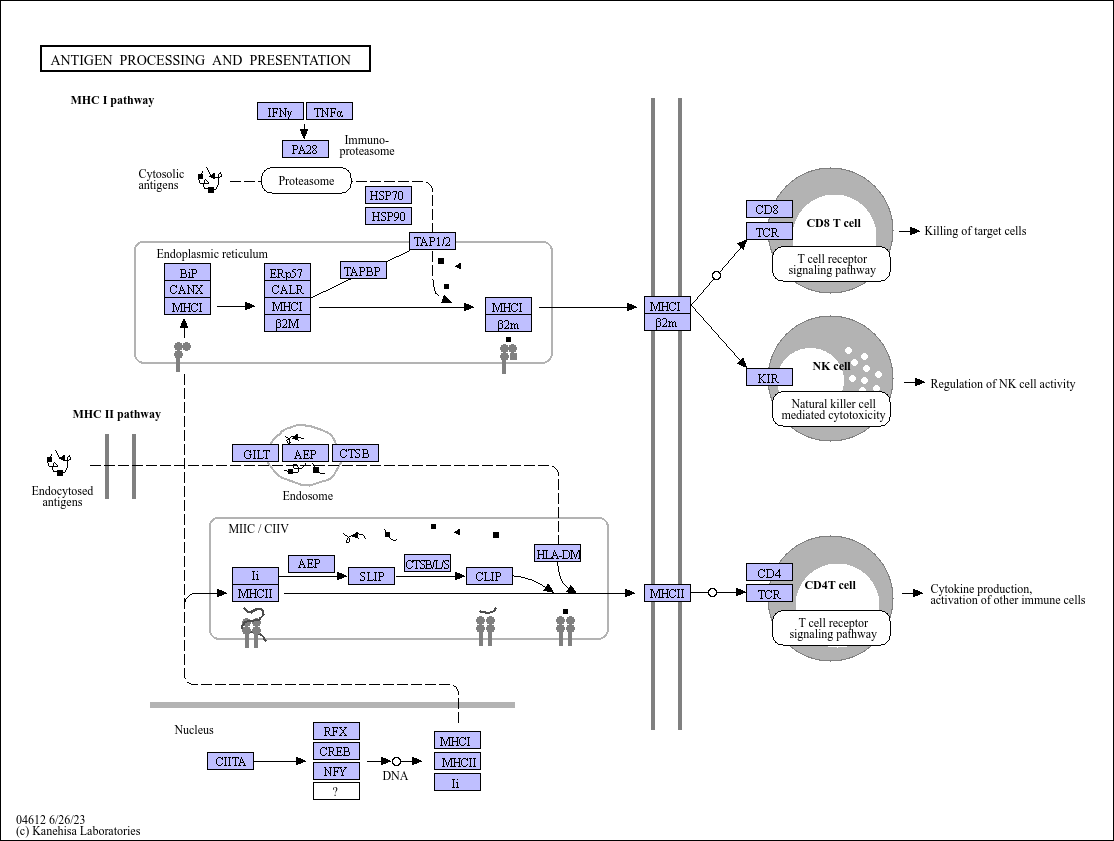 ANTIGEN PROCESSING AND PRESENTATION
MHC I pathway
IFNγ
TNFα
PA28
Immuno-
proteasome
Cytosolic
antigens
Proteasome
HSP70
HSP90
TAP1/2
Endoplasmic reticulum
BiP
CANX
MHCI
ERp57
CALR
MHCI
β2M
TAPBP
MHCI
β2m
MHCI
β2m
CD8
TCR
CD8 T cell
T cell receptor
signaling pathway
Killing of target cells
KIR
NK cell
Natural killer cell
mediated cytotoxicity
Regulation of NK cell activity
MHC II pathway
Endocytosed
antigens
GILT
AEP
CTSB
Endosome
MIIC / CIIV
Ii
MHCII
AEP
SLIP
CTSB/L/S
CLIP
HLA-DM
MHCII
CD4
TCR
CD4T cell
T cell receptor
signaling pathway
Cytokine production,
activation of other immune cells
Nucleus
CIITA
RFX
CREB
NFY
?
DNA
MHCI
MHCII
Ii
04612 6/26/23
(c) Kanehisa Laboratories